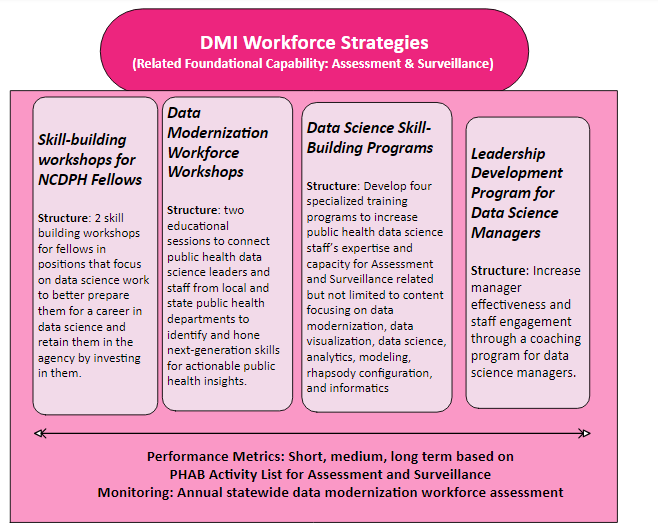 DMI Workforce Strategies
(Related Foundational Capability: Assessment & Surveillance)
Skill-building
workshops for
NCDPH Fellows
Structure: 2 skill
building workshops
for fellows in
positions that focus
on data science work
to better prepare
them for a career in
data science and
retain them in the
agency by investing
in them.
Data
Modernization
Workforce
Workshops
Structure: two
educational
sessions to connect
public health data
science leaders and
staff from local and
state public health
departments to
identify and hone
next-generation skills
for actionable public
health insights.
Data Science Skill-
Building Programs
Structure: Develop four
specialized training
programs to increase
public health data science
staff’s expertise and
capacity for Assessment
and Surveillance related
but not limited to content
focusing on data
modernization, data
visualization, data science,
analytics, modeling,
rhapsody configuration,
and informatics
Leadership
Development
Program for
Data Science
Managers
Structure: Increase
manager
effectiveness and
staff engagement
through a coaching
program for data
science managers.
Performance Metrics: Short, medium, long term based on
PHAB Activity List for Assessment and Surveillance
Monitoring: Annual statewide data modernization workforce assessment